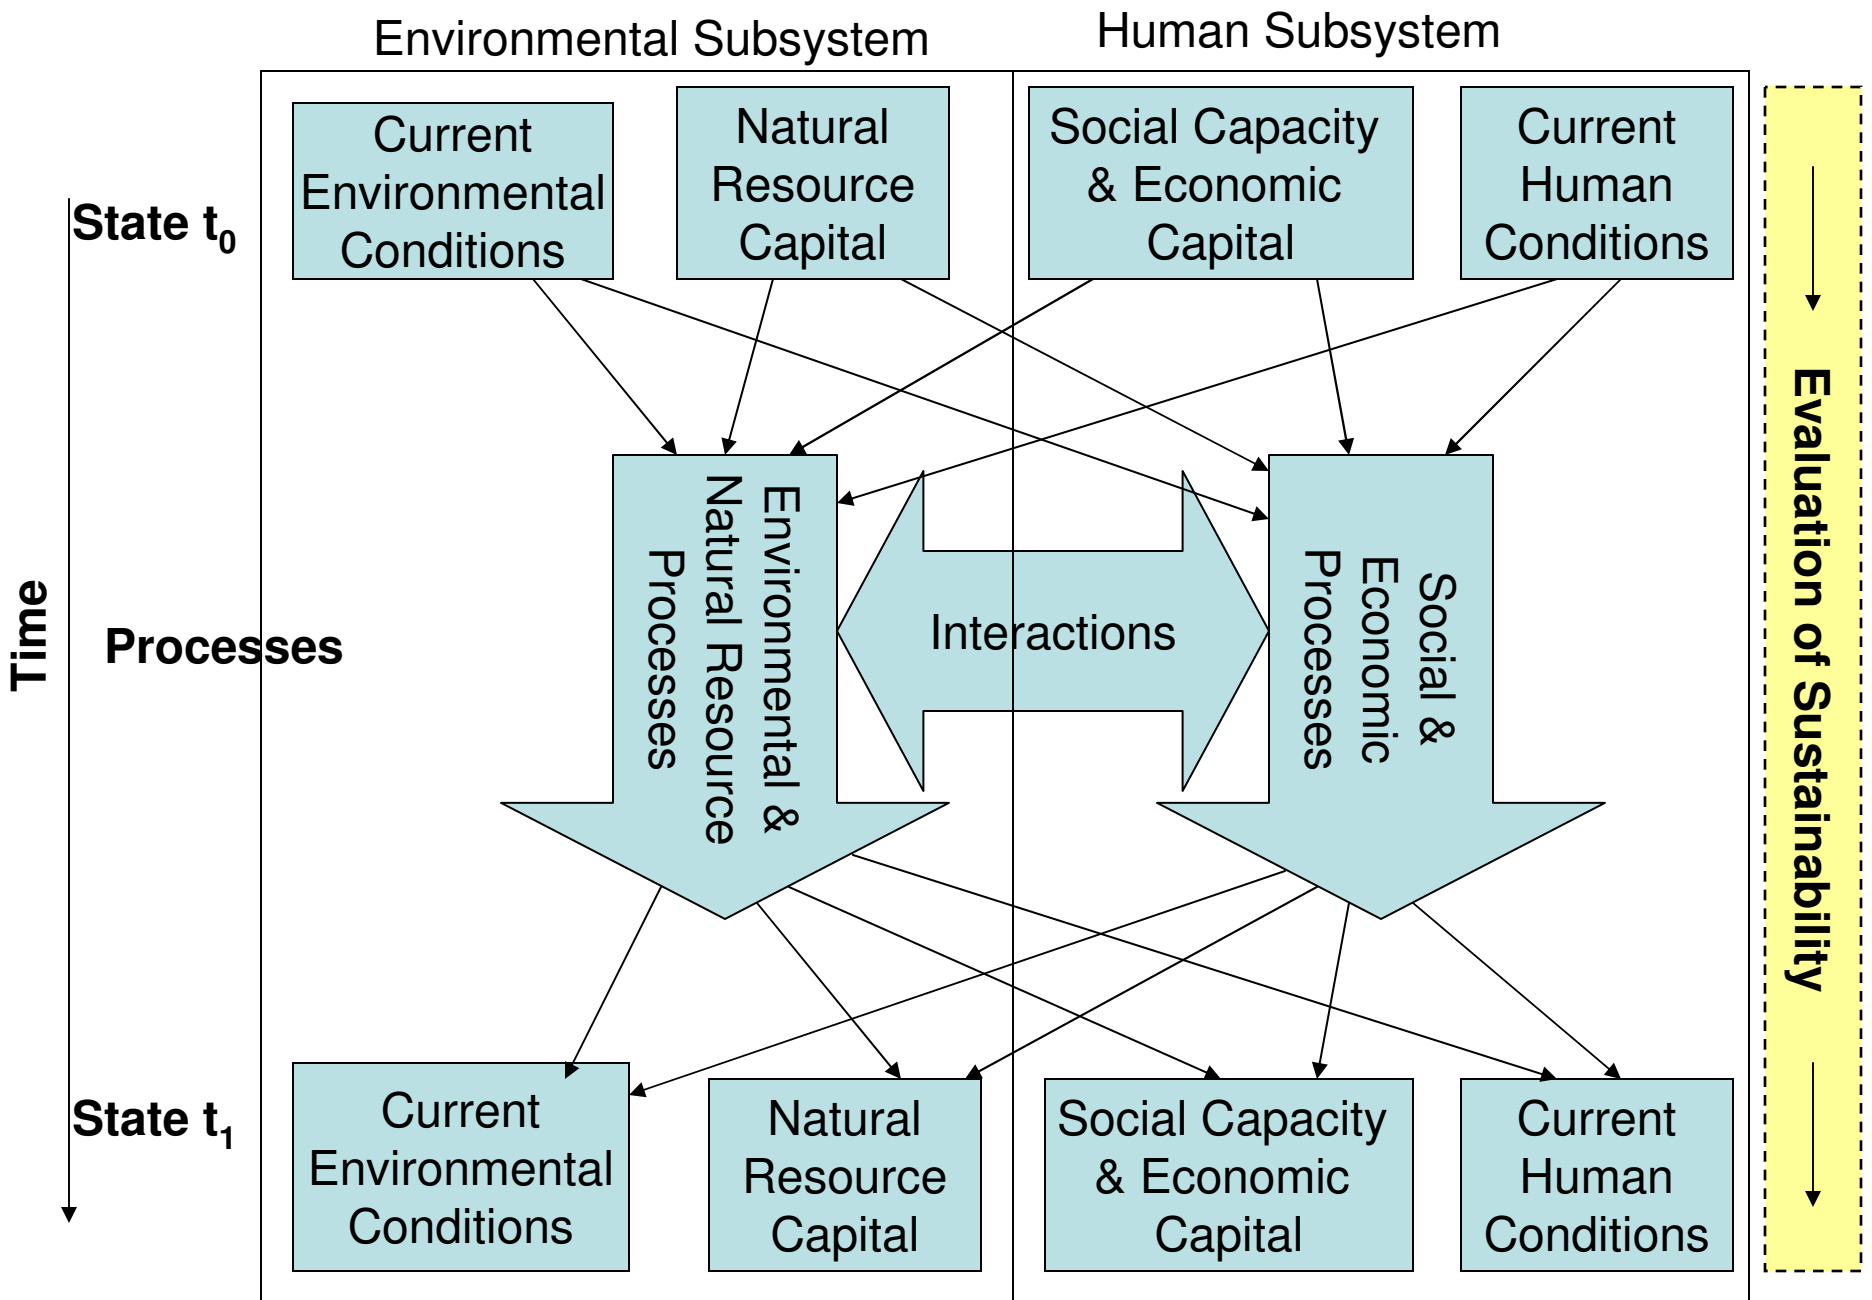 Environmental Subsystem
Human Subsystem
Current
Environmental
Conditions
Natural
Resource
Capital
Social Capacity
& Economic
Capital
Current
Human
Conditions
State t0
Time
Processes
Environmental &
Natural Resource
Processes
Interactions
Social &
Economic
Processes
Evaluation of Sustainability
State t1
Current
Environmental
Conditions
Natural
Resource
Capital
Social Capacity
& Economic
Capital
Current
Human
Conditions